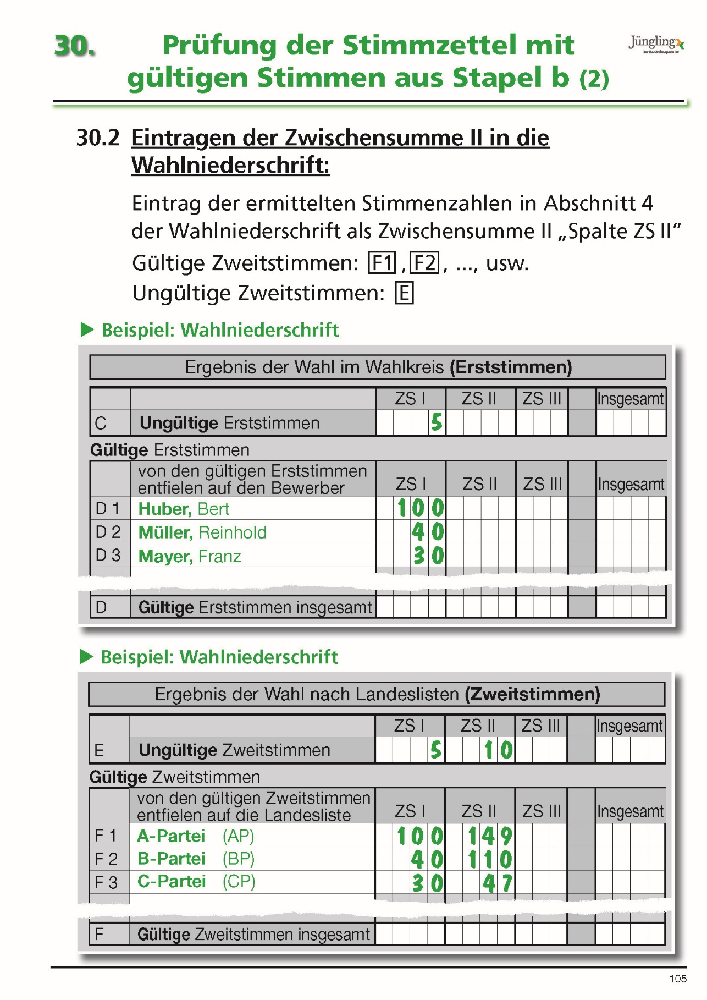 30. Prüfung der Stimmzettel mit
gültigen Stimmen aus Stapel b (2)
Jüngling
Der Behördenspezialist
30.2 Eintragen der Zwischensumme II in die
Wahlniederschrift:
Eintrag der ermittelten Stimmenzahlen in Abschnitt 4
der Wahlniederschrift als Zwischensumme II „Spalte ZS II”
Gültige Zweitstimmen: F1 , F2 , ..., usw.
Ungültige Zweitstimmen: E
▶ Beispiel: Wahlniederschrift
Ergebnis der Wahl im Wahlkreis (Erststimmen)
ZS I ZS II ZS III Insgesamt
C Ungültige Erststimmen 5
Gültige Erststimmen
von den gültigen Erststimmen
entfielen auf den Bewerber ZS I ZS II ZS III Insgesamt
D 1 Huber, Bert 100
D 2 Müller, Reinhold 40
D 3 Mayer, Franz 30
D Gültige Erststimmen insgesamt
▶ Beispiel: Wahlniederschrift
Ergebnis der Wahl nach Landeslisten (Zweitstimmen)
ZS I ZS II ZS III Insgesamt
E Ungültige Zweitstimmen 5 10
Gültige Zweitstimmen
von den gültigen Zweitstimmen
entfielen auf die Landesliste ZS I ZS II ZS III Insgesamt
F 1 A-Partei (AP) 100 149
F 2 B-Partei (BP) 40 110
F 3 C-Partei (CP) 30 47
F Gültige Zweitstimmen insgesamt
105